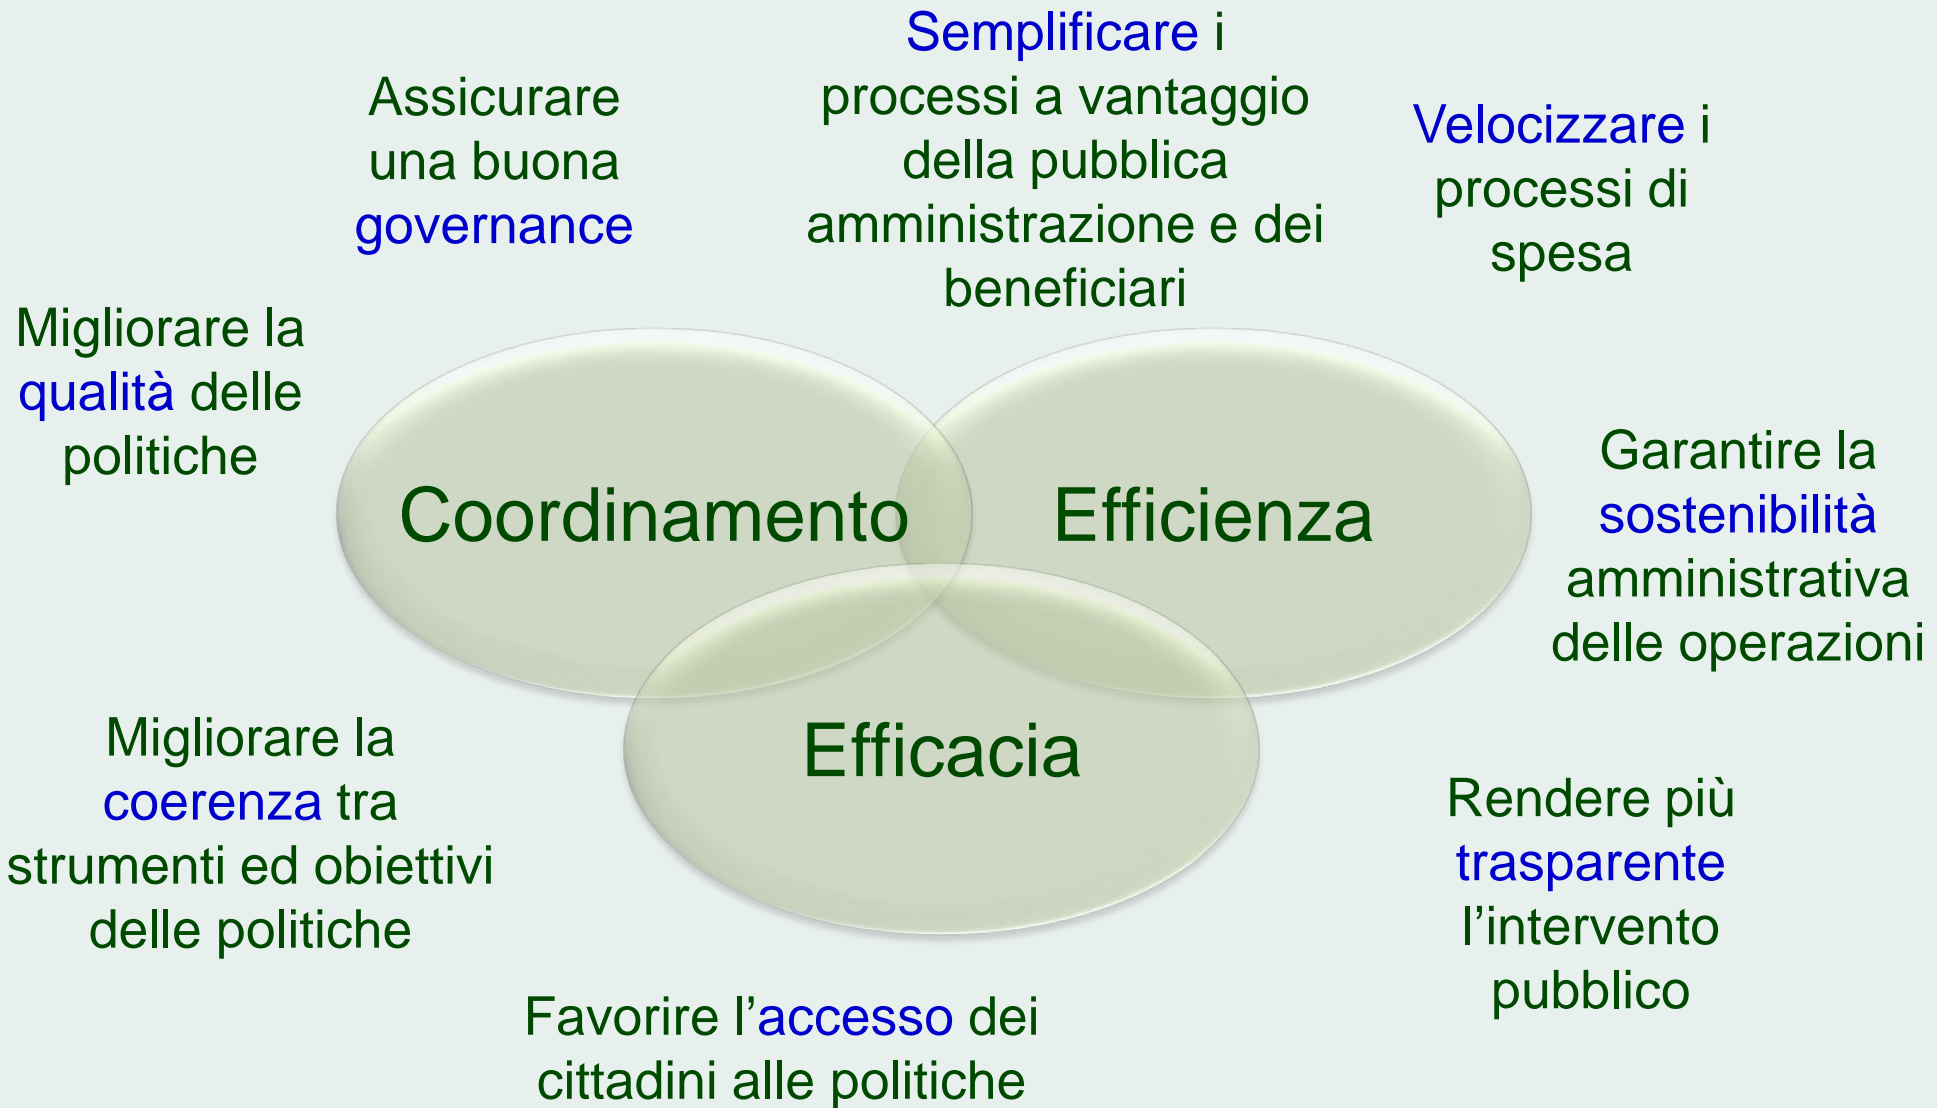 Semplificare i
processi a vantaggio
della pubblica
amministrazione e dei
beneficiari
Assicurare
una buona
governance
Velocizzare i
processi di
spesa
Migliorare la
qualità delle
politiche
Garantire la
sostenibilità
amministrativa
delle operazioni
Coordinamento
Efficienza
Efficacia
Migliorare la
coerenza tra
strumenti ed obiettivi
delle politiche
Rendere più
trasparente
l’intervento
pubblico
Favorire l’accesso dei
cittadini alle politiche